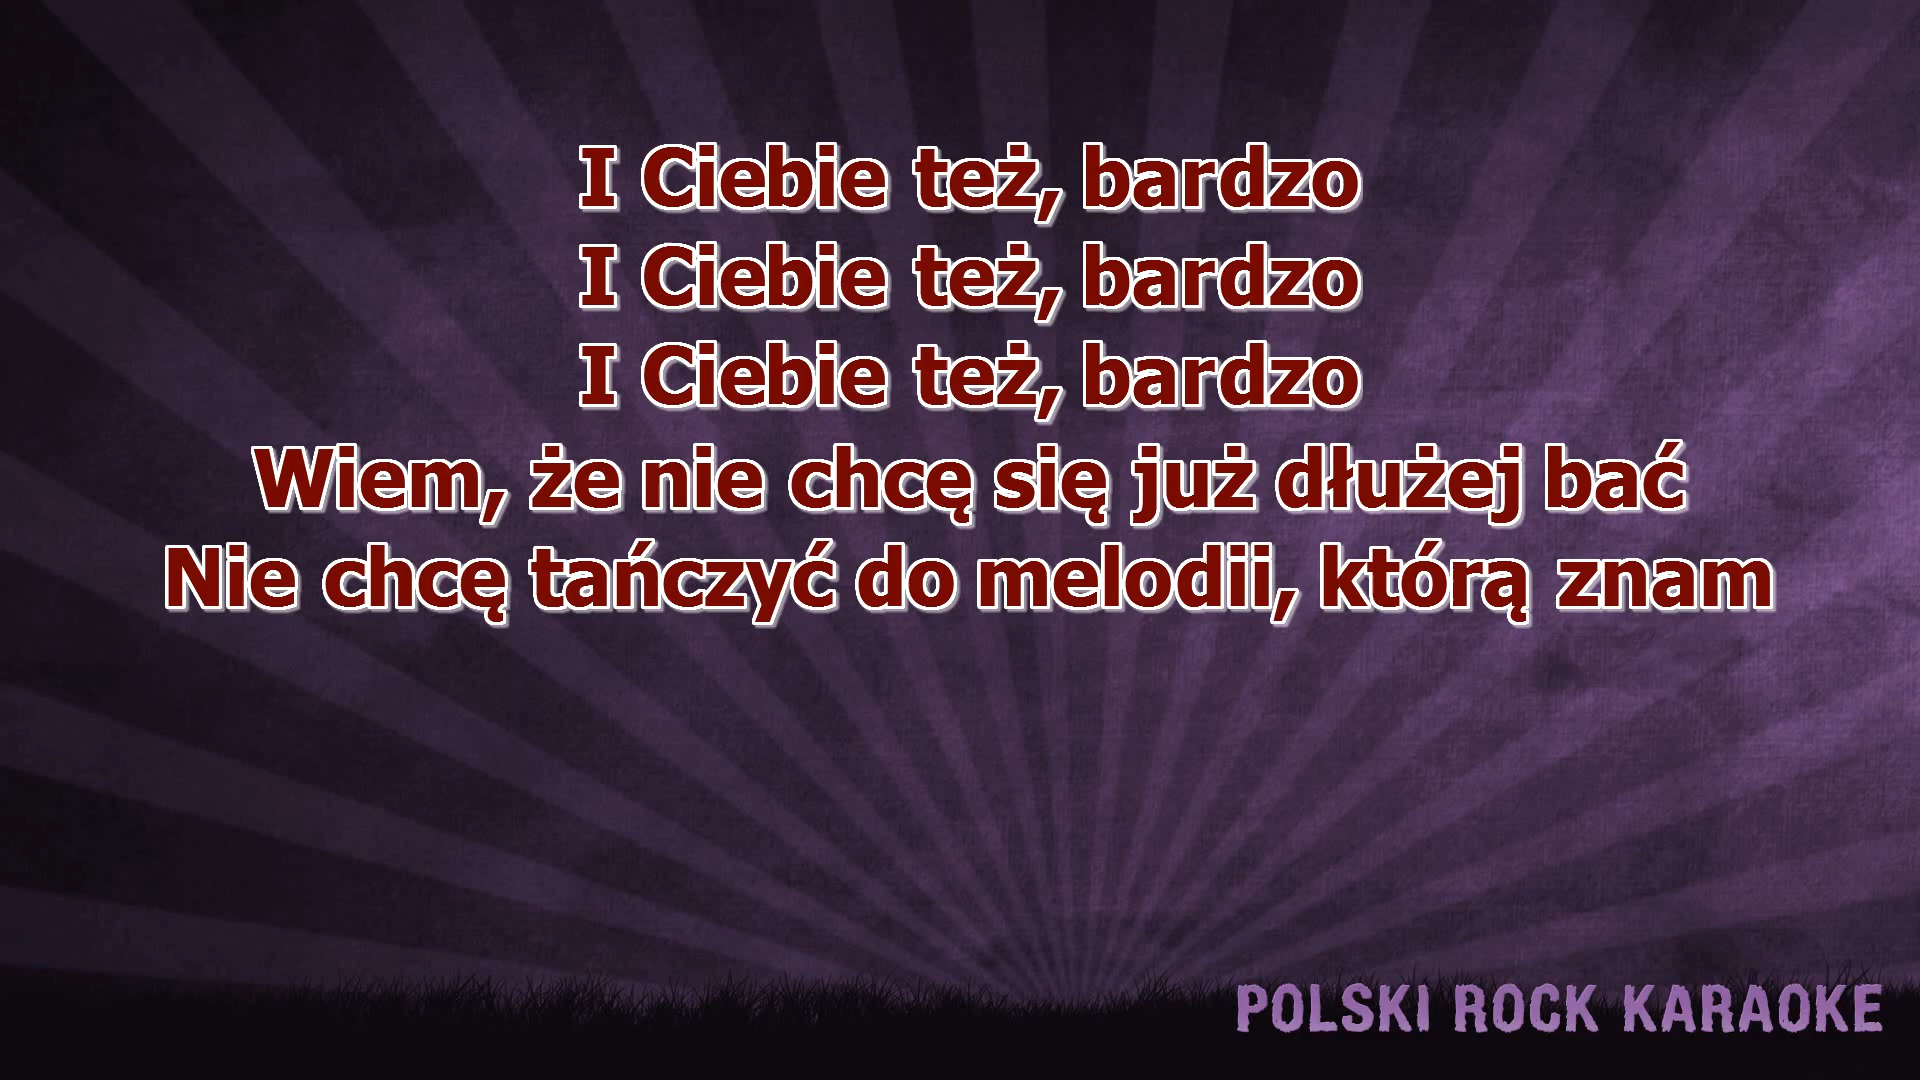 I Ciebie też, bardzo
I Ciebie też, bardzo
I Ciebie też, bardzo
Wiem, że nie chcę się już dłużej bać
Nie chcę tańczyć do melodii, którą znam
POLSKI ROCK KARAOKE